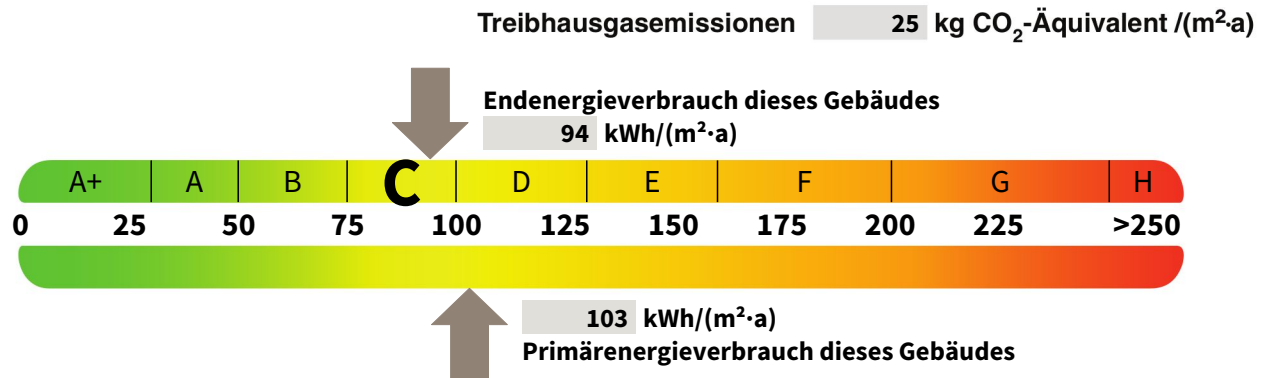 Treibhausgasemissionen 25 kg CO₂-Äquivalent /(m²·a)
Endenergieverbrauch dieses Gebäudes
94 kWh/(m²·a)
A+ A B C D E F G H
0 25 50 75 100 125 150 175 200 225 >250
103 kWh/(m²·a)
Primärenergieverbrauch dieses Gebäudes